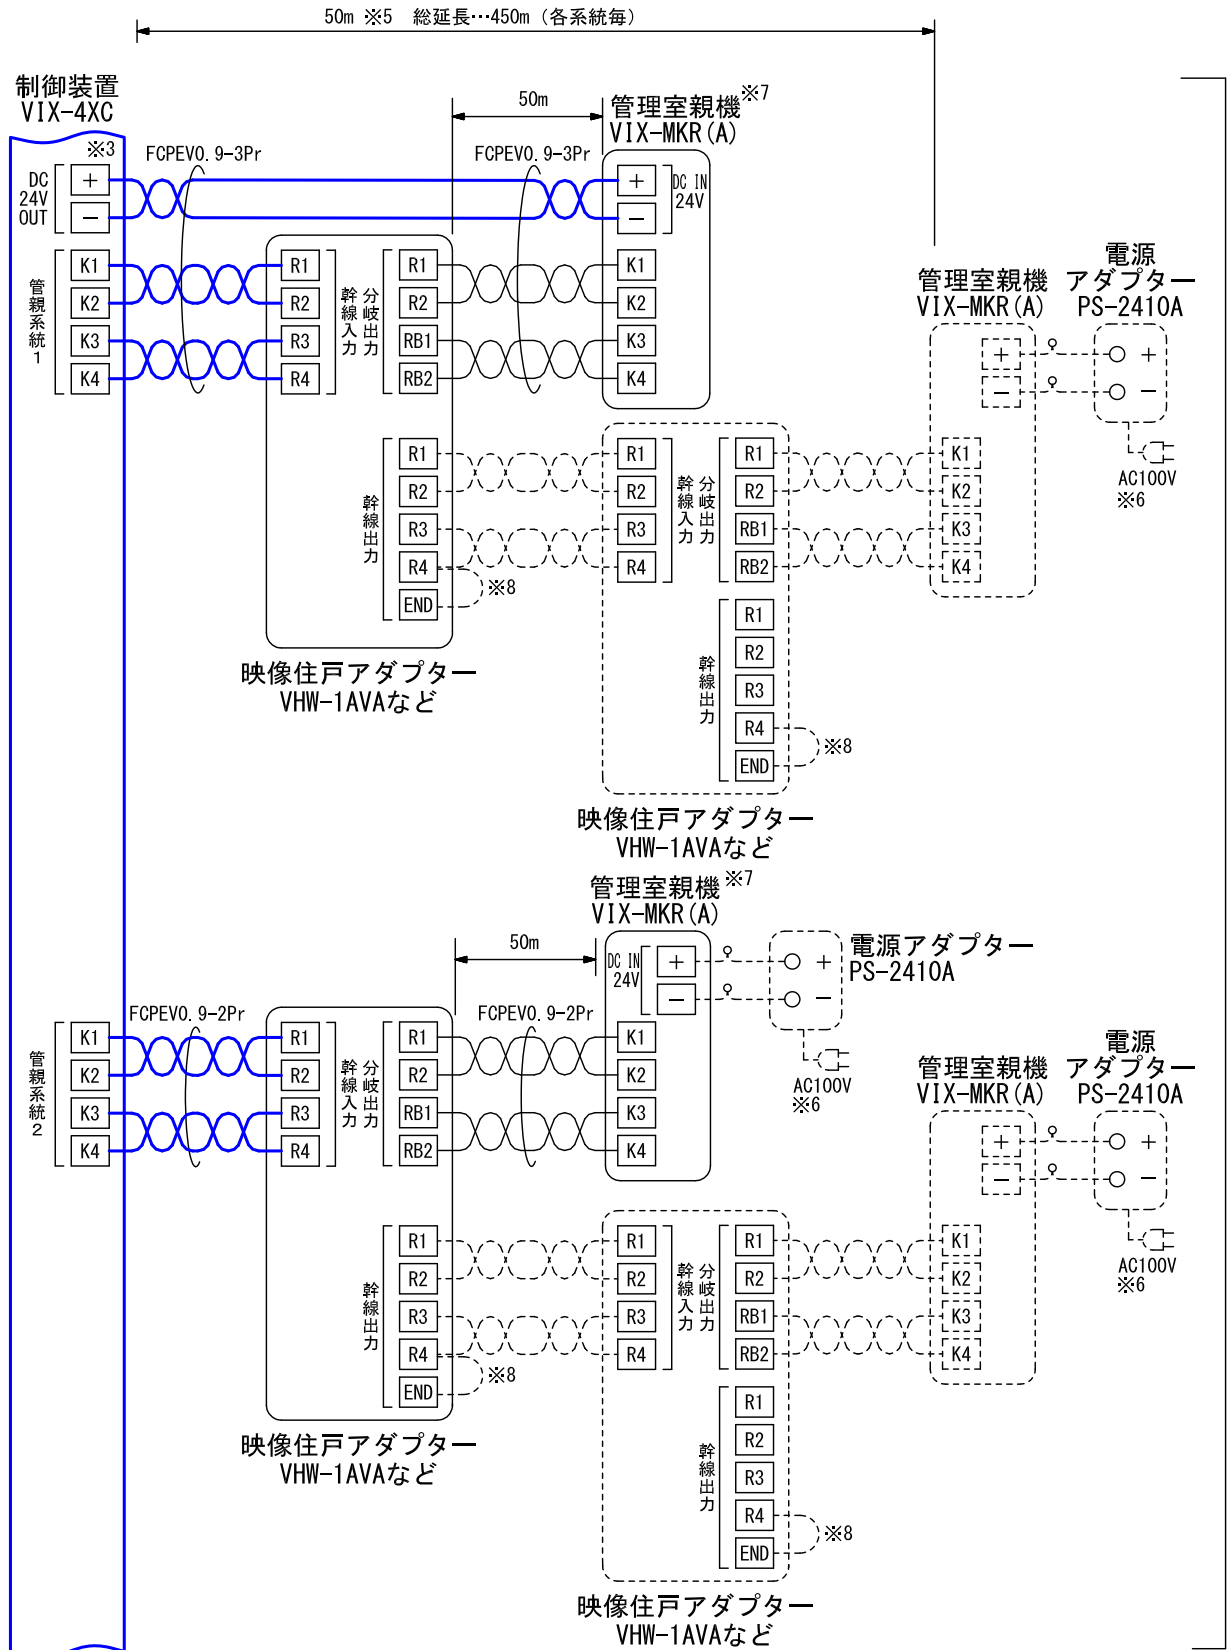 50m ※5 総延長…450m（各系統毎）
制御装置
VIX-4XC
※3
DC
24V
OUT
+
−
FCPEV0.9-3Pr
50m
FCPEV0.9-3Pr
管理室親機※7
VIX-MKR(A)
+
−
DC IN
24V
管親系統1
K1
K2
K3
K4
R1
R2
R3
R4
幹線入力
分岐出力
R1
R2
RB1
RB2
K1
K2
K3
K4
幹線出力
R1
R2
R3
R4
END
※8
映像住戸アダプター
VHW-1AVAなど
R1
R2
R3
R4
幹線入力
分岐出力
R1
R2
RB1
RB2
幹線出力
R1
R2
R3
R4
END
※8
映像住戸アダプター
VHW-1AVAなど
管理室親機
VIX-MKR(A)
+
−
K1
K2
K3
K4
電源
アダプター
PS-2410A
+
−
AC100V
※6
管理室親機※7
VIX-MKR(A)
50m
DC IN
24V
+
−
+
−
電源アダプター
PS-2410A
AC100V
※6
FCPEV0.9-2Pr
FCPEV0.9-2Pr
管親系統2
K1
K2
K3
K4
R1
R2
R3
R4
幹線入力
分岐出力
R1
R2
RB1
RB2
K1
K2
K3
K4
幹線出力
R1
R2
R3
R4
END
※8
映像住戸アダプター
VHW-1AVAなど
R1
R2
R3
R4
幹線入力
分岐出力
R1
R2
RB1
RB2
幹線出力
R1
R2
R3
R4
END
※8
映像住戸アダプター
VHW-1AVAなど
管理室親機
VIX-MKR(A)
+
−
K1
K2
K3
K4
電源
アダプター
PS-2410A
+
−
AC100V
※6